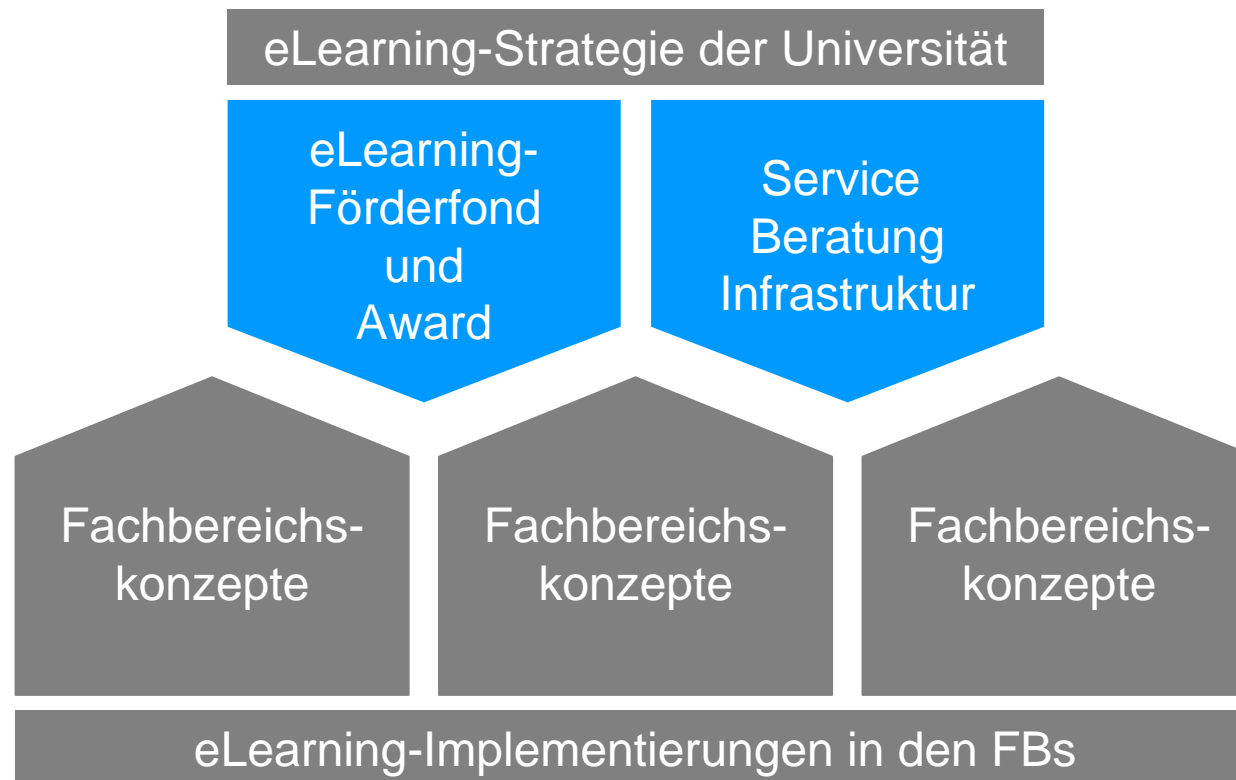 eLearning-Strategie der Universität
eLearning-
Förderfond
und
Award
Service
Beratung
Infrastruktur
Fachbereichs-
konzepte
Fachbereichs-
konzepte
Fachbereichs-
konzepte
eLearning-Implementierungen in den FBs